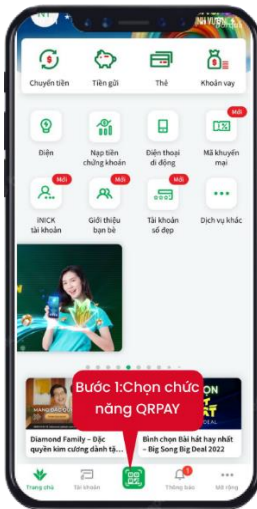 NT
NH VƯỢNG
Chuyển tiền
Tiền gửi
Thẻ
Khoản vay
Mới
Điện
Nạp tiền
chứng khoán
Điện thoại
di động
Mã khuyến
mại
Mới
Mới
Mới
iNICK
tài khoản
Giới thiệu
bạn bè
Tài khoản
số đẹp
Dịch vụ khác
Bước 1:Chọn chức
năng QRPAY
Diamond Family – Đặc
quyền kim cương dành tặ...
Bình chọn Bài hát hay nhất
– Big Song Big Deal 2022
Trang chủ
Tài khoản
Thông báo
Mở rộng